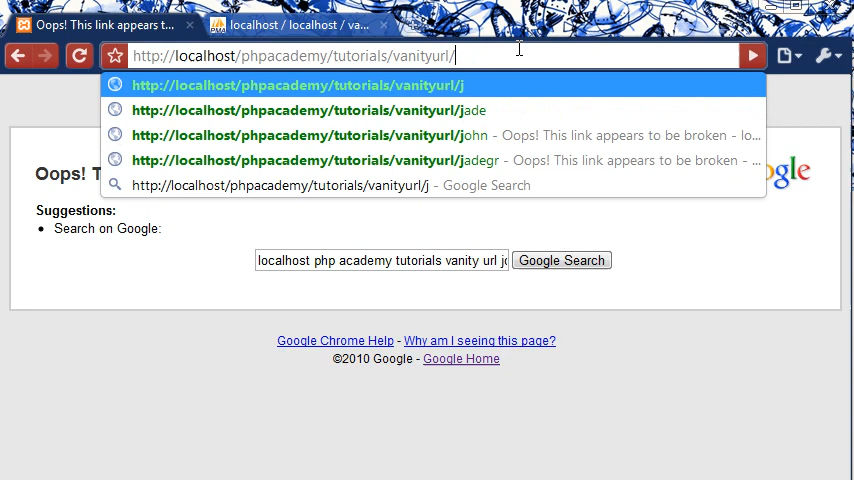 Oops! This link appears t...
localhost / localhost / va...
http://localhost/phpacademy/tutorials/vanityurl/
http://localhost/phpacademy/tutorials/vanityurl/j
http://localhost/phpacademy/tutorials/vanityurl/jade
http://localhost/phpacademy/tutorials/vanityurl/john - Oops! This link appears to be broken - lo...
http://localhost/phpacademy/tutorials/vanityurl/jadegr - Oops! This link appears to be broken - ...
http://localhost/phpacademy/tutorials/vanityurl/j - Google Search
Oops! T
gle
Suggestions:
• Search on Google:
localhost php academy tutorials vanity url jo Google Search
Google Chrome Help - Why am I seeing this page?
©2010 Google - Google Home